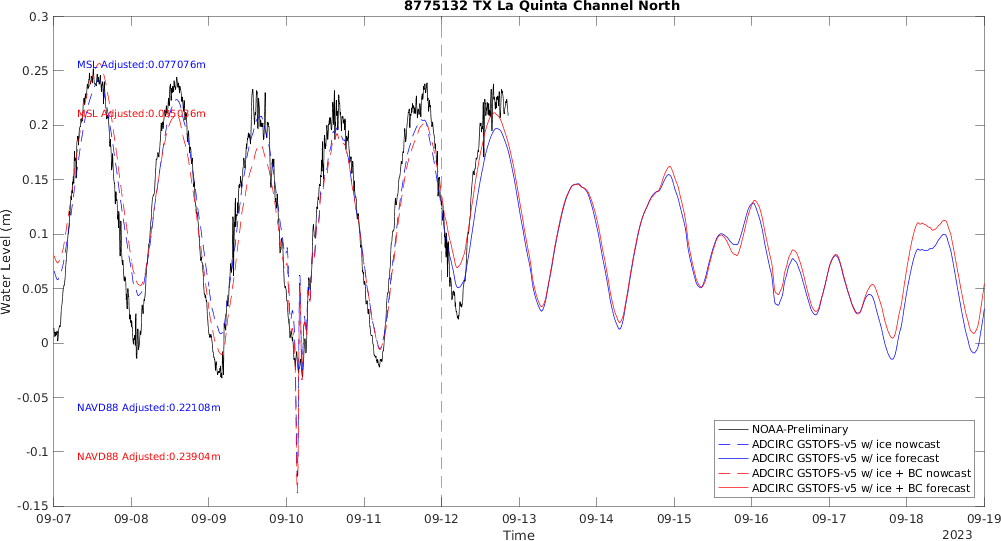 8775132 TX La Quinta Channel North
0.3
0.25
0.2
0.15
0.1
0.05
0
-0.05
-0.1
-0.15
Water Level (m)
MSL Adjusted:0.077076m
NAVD88 Adjusted:0.22108m
NAVD88 Adjusted:0.23904m
NOAA-Preliminary
ADCIRC GSTOFS-v5 w/ ice nowcast
ADCIRC GSTOFS-v5 w/ ice forecast
ADCIRC GSTOFS-v5 w/ ice + BC nowcast
ADCIRC GSTOFS-v5 w/ ice + BC forecast
09-07 09-08 09-09 09-10 09-11 09-12 09-13 09-14 09-15 09-16 09-17 09-18 09-19
Time
2023
MSL Adjusted: